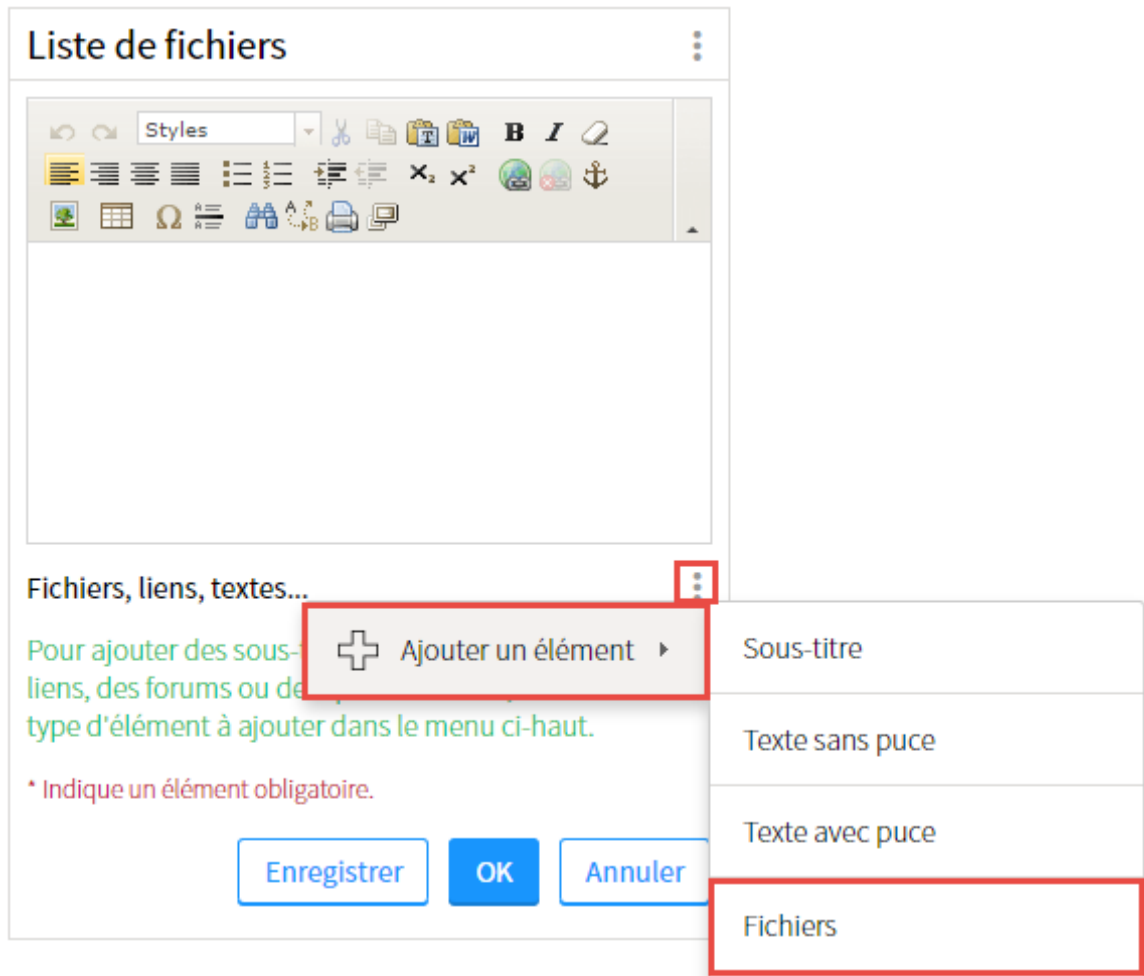 Liste de fichiers
Styles
Fichiers, liens, textes...
Ajouter un élément
Pour ajouter des sous-
liens, des forums ou de
type d'élément à ajouter dans le menu ci-haut.
* Indique un élément obligatoire.
Enregistrer OK Annuler
Sous-titre
Texte sans puce
Texte avec puce
Fichiers